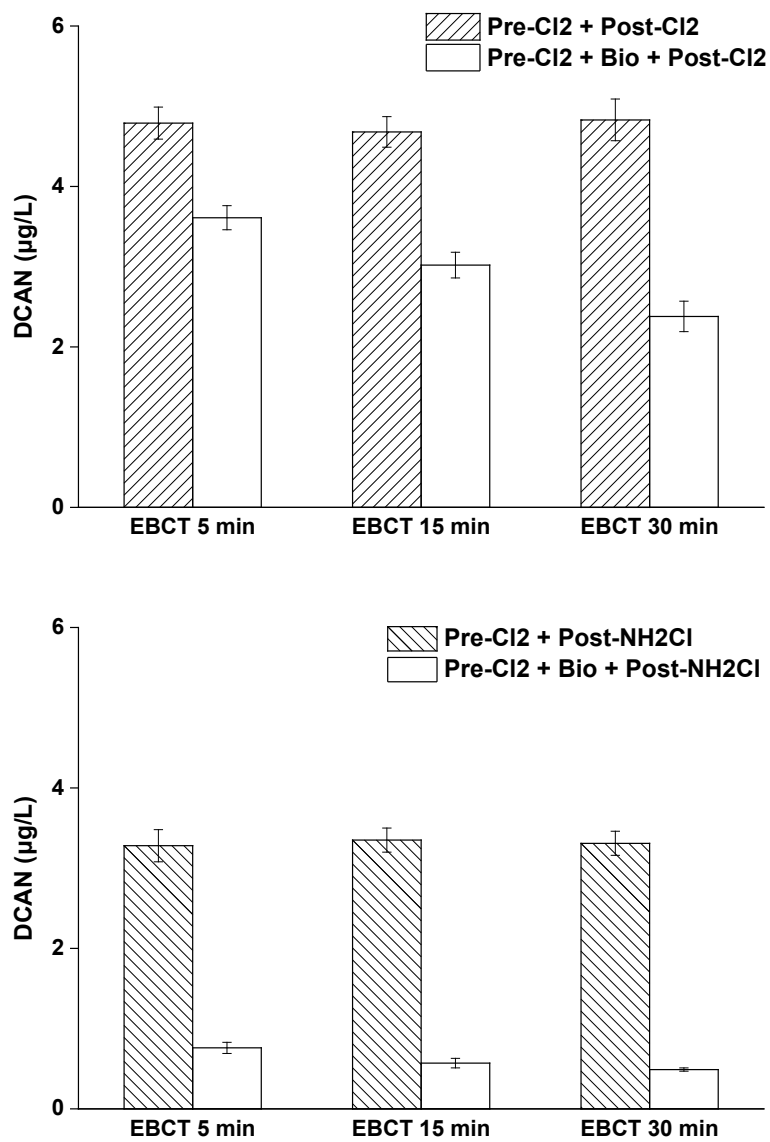 6
Pre-Cl2 + Post-Cl2
Pre-Cl2 + Bio + Post-Cl2
4
DCAN (µg/L)
2
0
EBCT 5 min EBCT 15 min EBCT 30 min
6
Pre-Cl2 + Post-NH2Cl
Pre-Cl2 + Bio + Post-NH2Cl
4
DCAN (µg/L)
2
0
EBCT 5 min EBCT 15 min EBCT 30 min